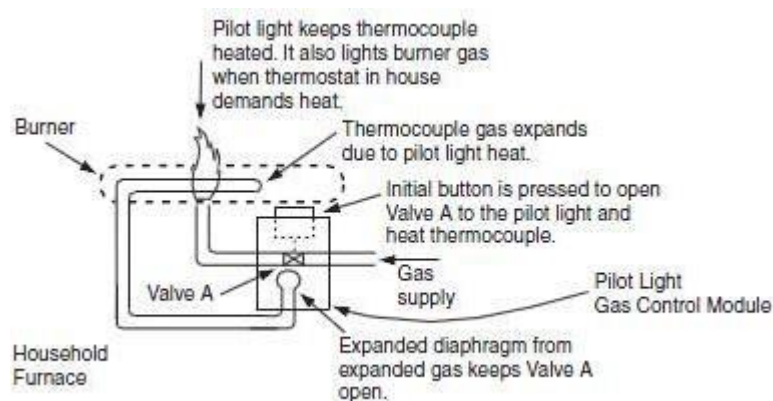 Pilot light keeps thermocouple
heated. It also lights burner gas
when thermostat in house
demands heat.
Burner
Thermocouple gas expands
due to pilot light heat.
Initial button is pressed to open
Valve A to the pilot light and
heat thermocouple.
Valve A
Gas
supply
Pilot Light
Gas Control Module
Household
Furnace
Expanded diaphragm from
expanded gas keeps Valve A
open.